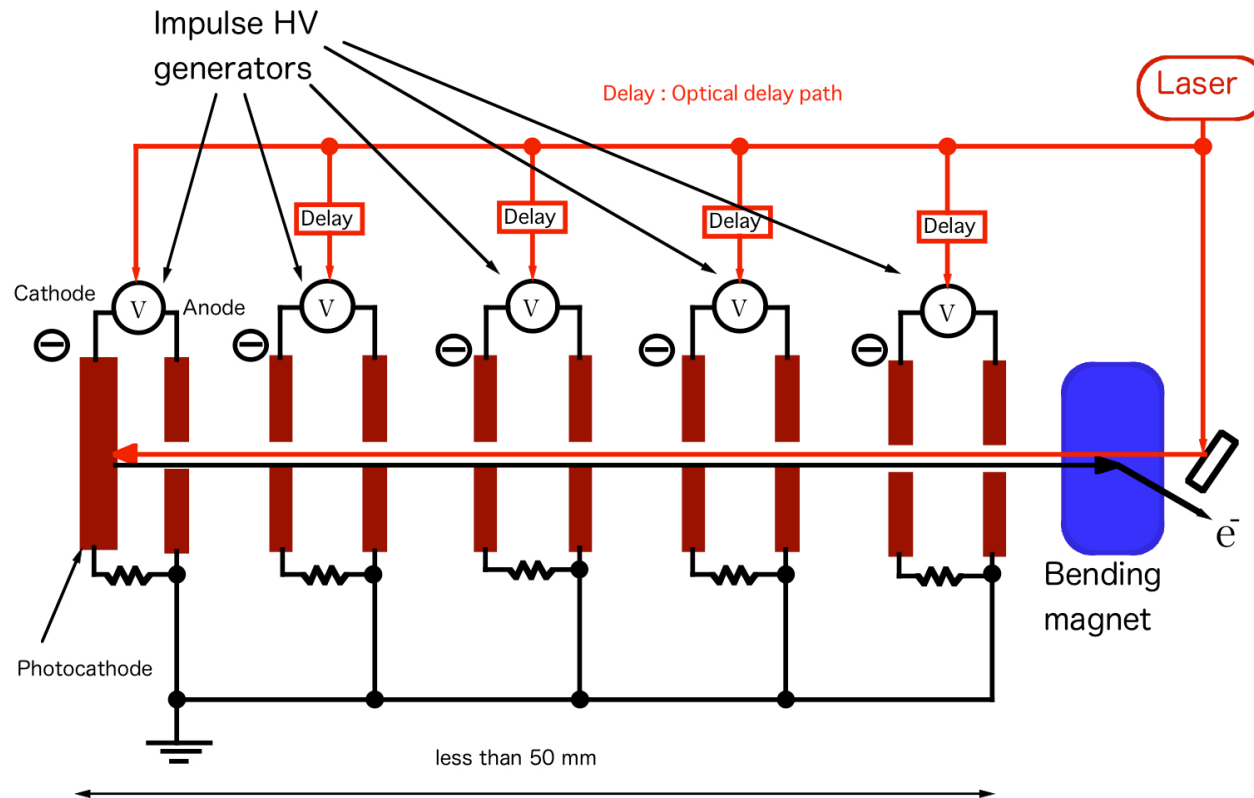 Impulse HV
generators
Delay : Optical delay path
Laser
Delay
Delay
Delay
Delay
Cathode
V
Anode
V
V
V
V
e-
Bending
magnet
Photocathode
less than 50 mm